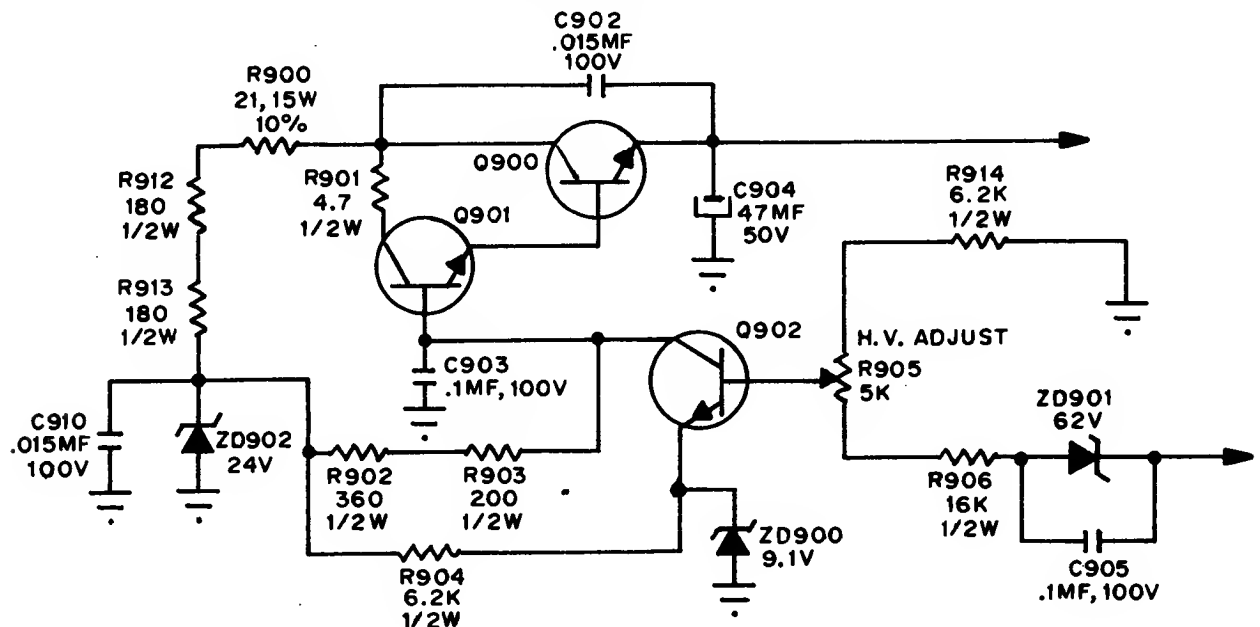 C902
.015MF
100V
R900
21,15W
10%
Q900
R912
180
1/2W
R901
4.7
1/2W
Q901
C904
47MF
50V
R914
6.2K
1/2W
R913
180
1/2W
Q902
H.V. ADJUST
R905
5K
C903
.1MF, 100V
ZD901
62V
C910
.015MF
100V
ZD902
24V
R902
360
1/2W
R903
200
1/2W
R906
16K
1/2W
ZD900
9.1V
C905
.1MF, 100V
R904
6.2K
1/2W